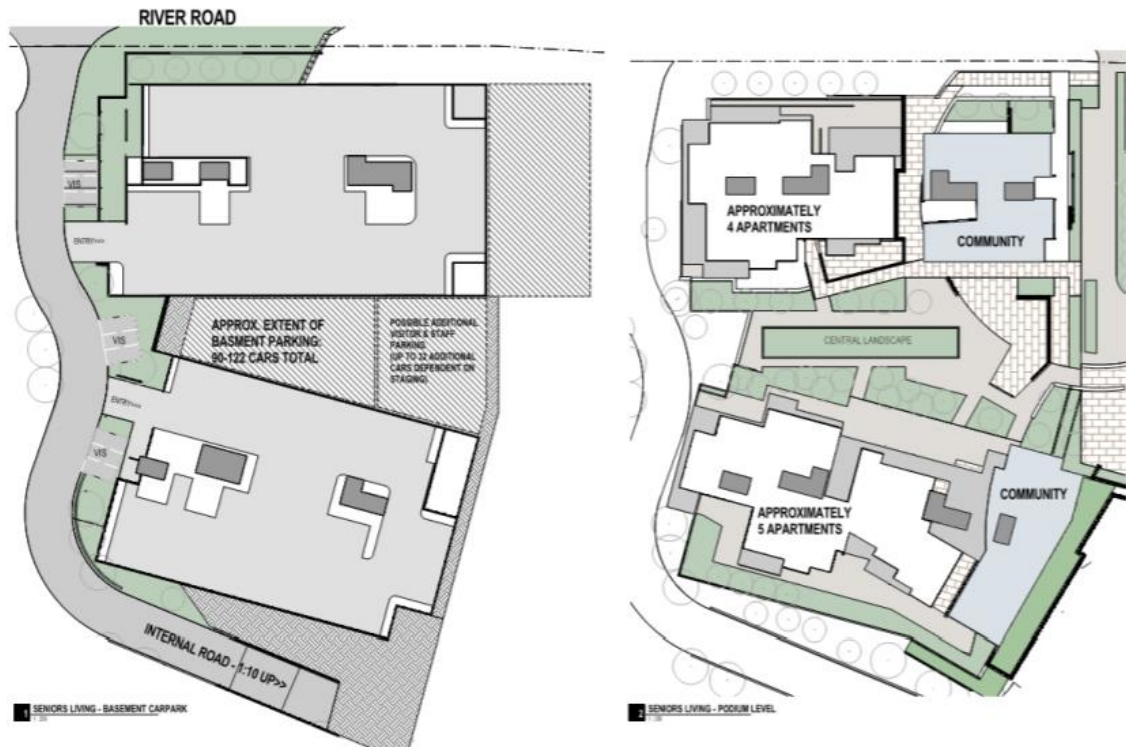 RIVER ROAD
VIS
ENTRY>>>
VIS
APPROX. EXTENT OF
BASMENT PARKING:
90-122 CARS TOTAL
POSSIBLE ADDITIONAL
VISITOR & STAFF
PARKING
(UP TO 32 ADDITIONAL
CARS DEPENDENT ON
STAGING)
ENTRY>>>
VIS
INTERNAL ROAD - 1:10 UP>>
1 SENIORS LIVING - BASEMENT CARPARK
APPROXIMATELY
4 APARTMENTS
COMMUNITY
CENTRAL LANDSCAPE
APPROXIMATELY
5 APARTMENTS
COMMUNITY
2 SENIORS LIVING - PODIUM LEVEL